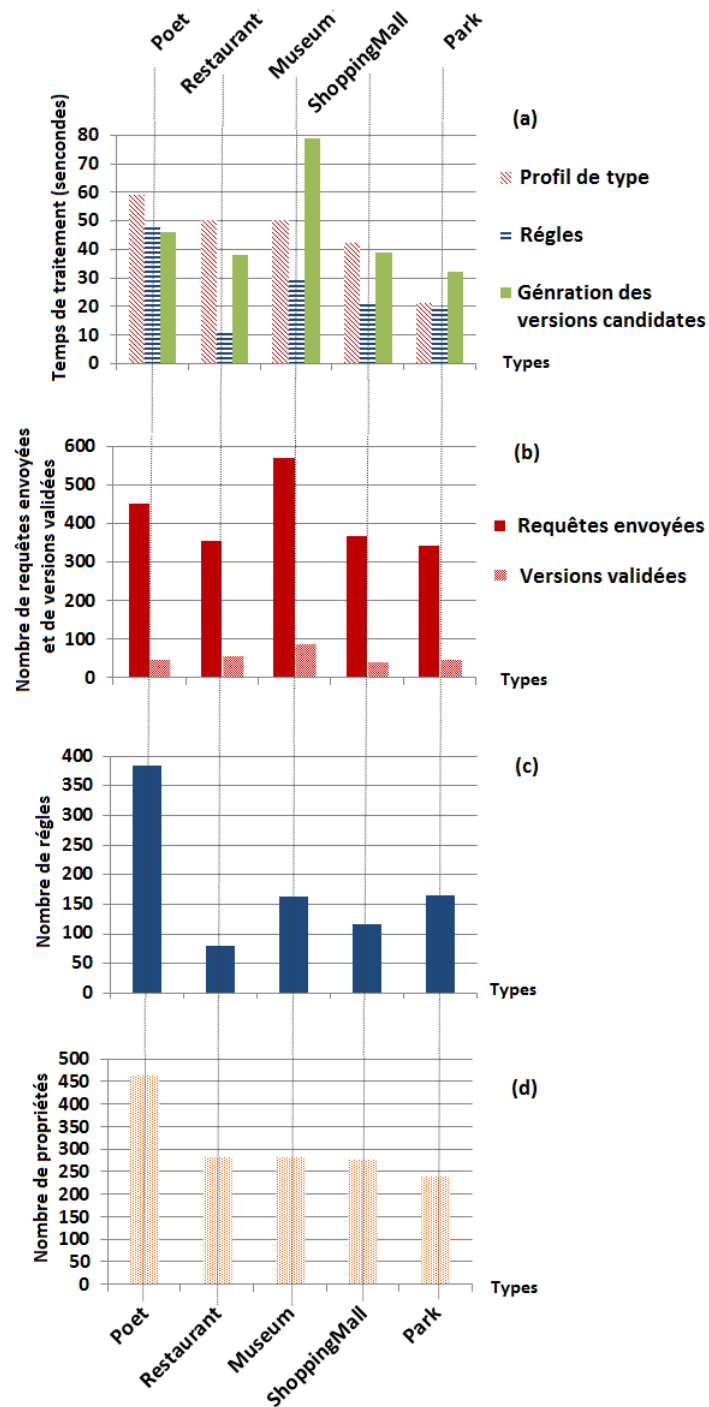 Poet
Restaurant
Museum
ShoppingMall
Park
(a)
Temps de traitement (sencondes)
80
70
60
50
40
30
20
10
0
Profil de type
Régles
Génration des
versions candidates
Types
(b)
Nombre de requêtes envoyées
et de versions validées
600
500
400
300
200
100
0
Requêtes envoyées
Versions validées
Types
(c)
Nombre de régles
400
350
300
250
200
150
100
50
0
Types
(d)
Nombre de propriétés
500
450
400
350
300
250
200
150
100
50
0
Types
Poet
Restaurant
Museum
ShoppingMall
Park